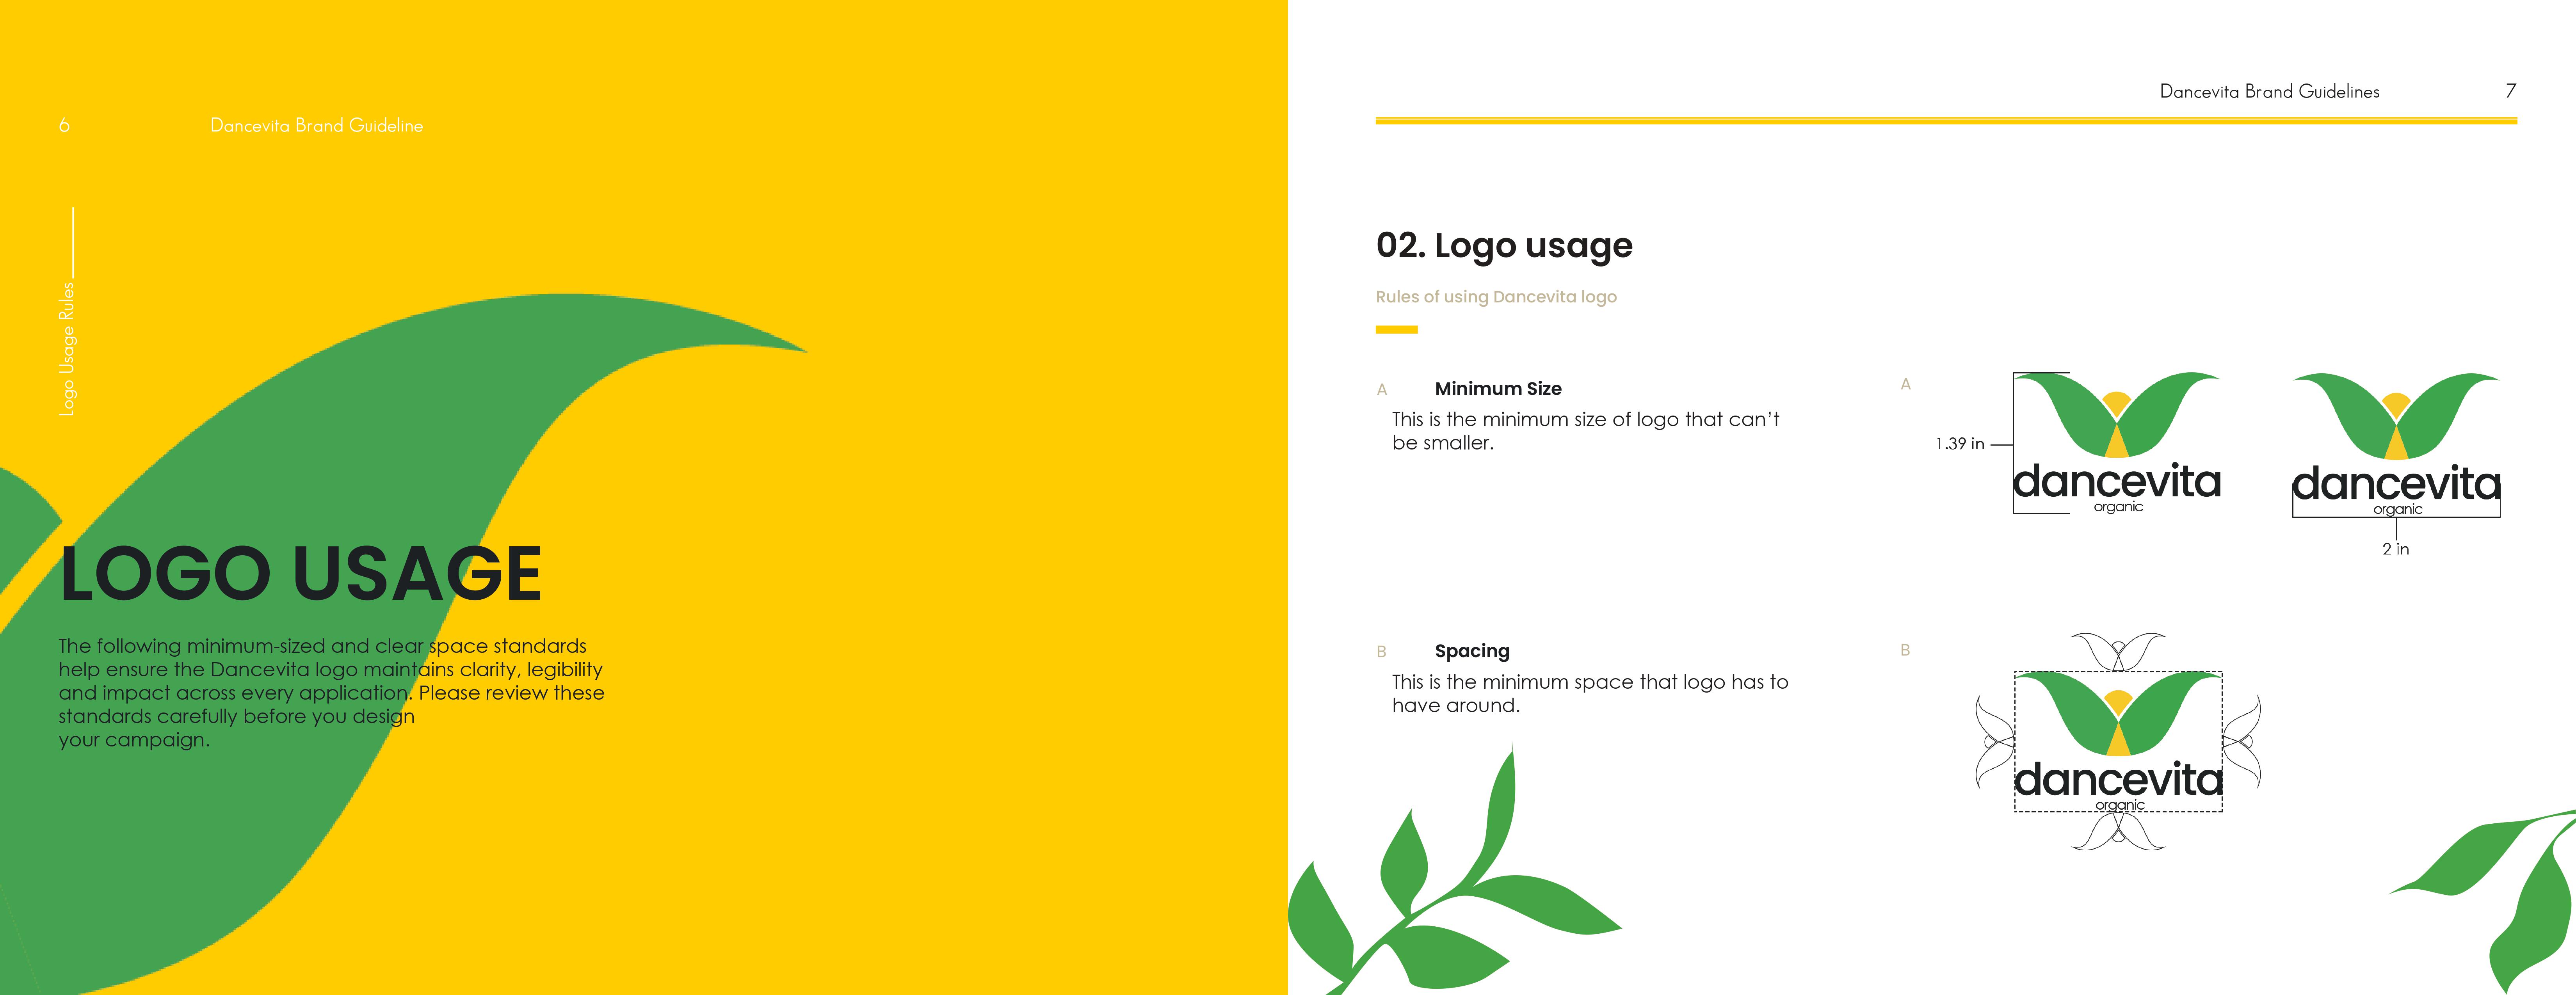 6
Dancevita Brand Guideline
Logo Usage Rules
LOGO USAGE
The following minimum-sized and clear space standards
help ensure the Dancevita logo maintains clarity, legibility
and impact across every application. Please review these
standards carefully before you design
your campaign.
Dancevita Brand Guidelines
7
02. Logo usage
Rules of using Dancevita logo
A
Minimum Size
This is the minimum size of logo that can’t
be smaller.
A
1.39 in
dancevita
organic
dancevita
organic
2 in
B
Spacing
This is the minimum space that logo has to
have around.
B
dancevita
organic